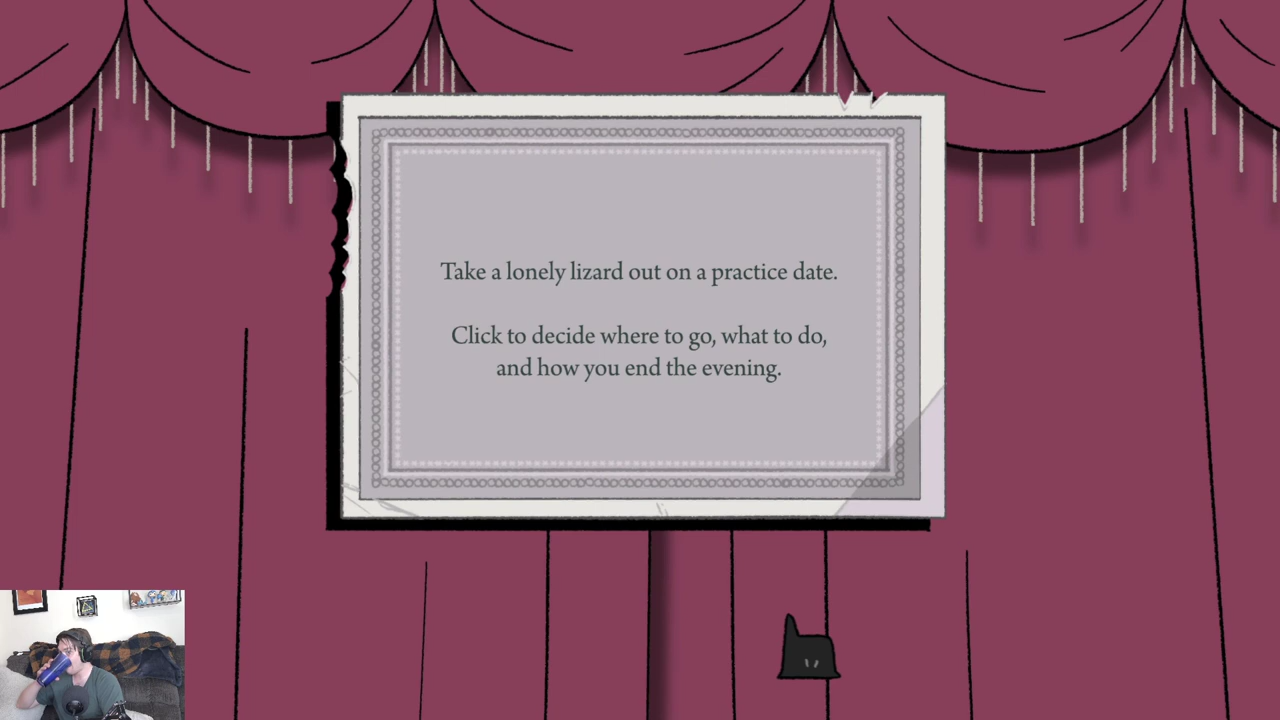 Take a lonely lizard out on a practice date.
Click to decide where to go, what to do,
and how you end the evening.